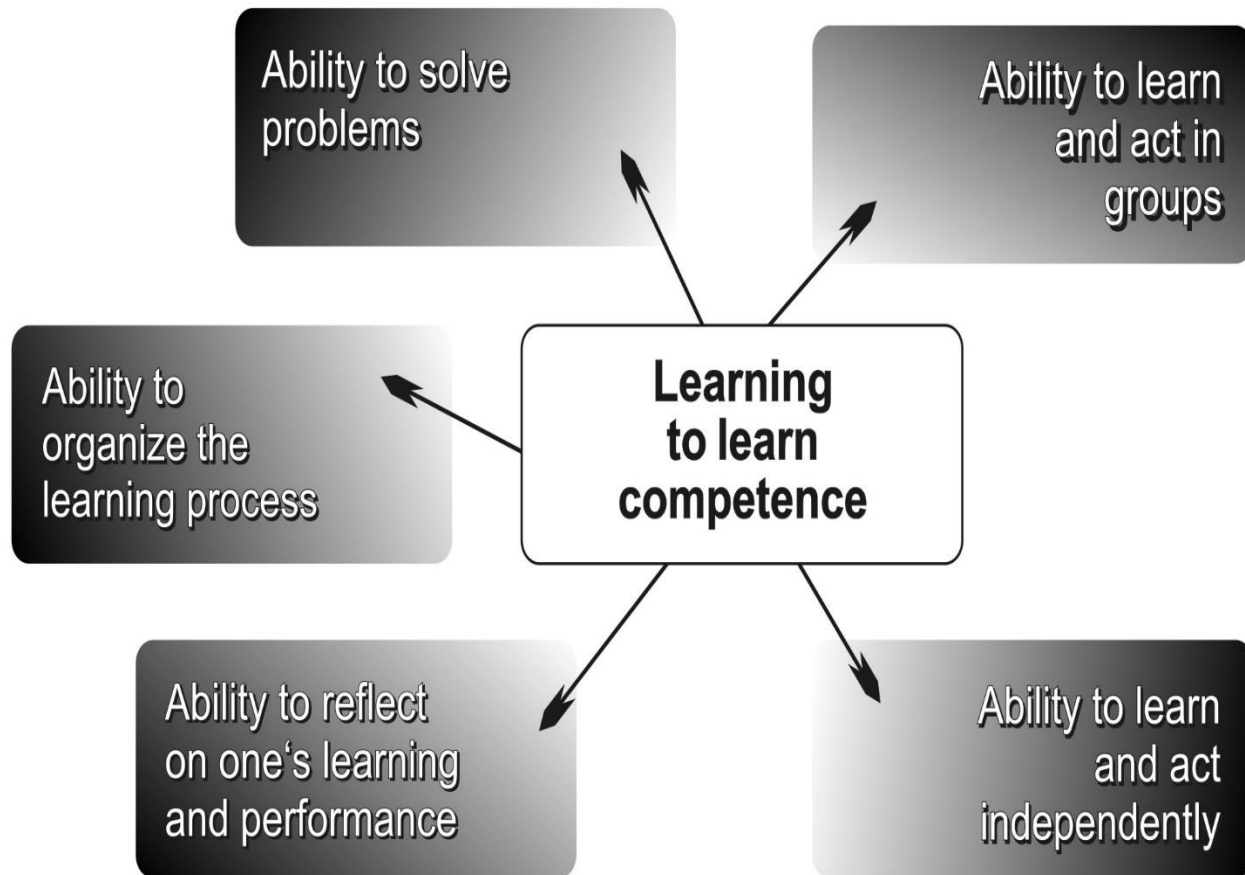 Ability to solve
problems
Ability to learn
and act in
groups
Ability to
organize the
learning process
Learning
to learn
competence
Ability to reflect
on one‘s learning
and performance
Ability to learn
and act
independently